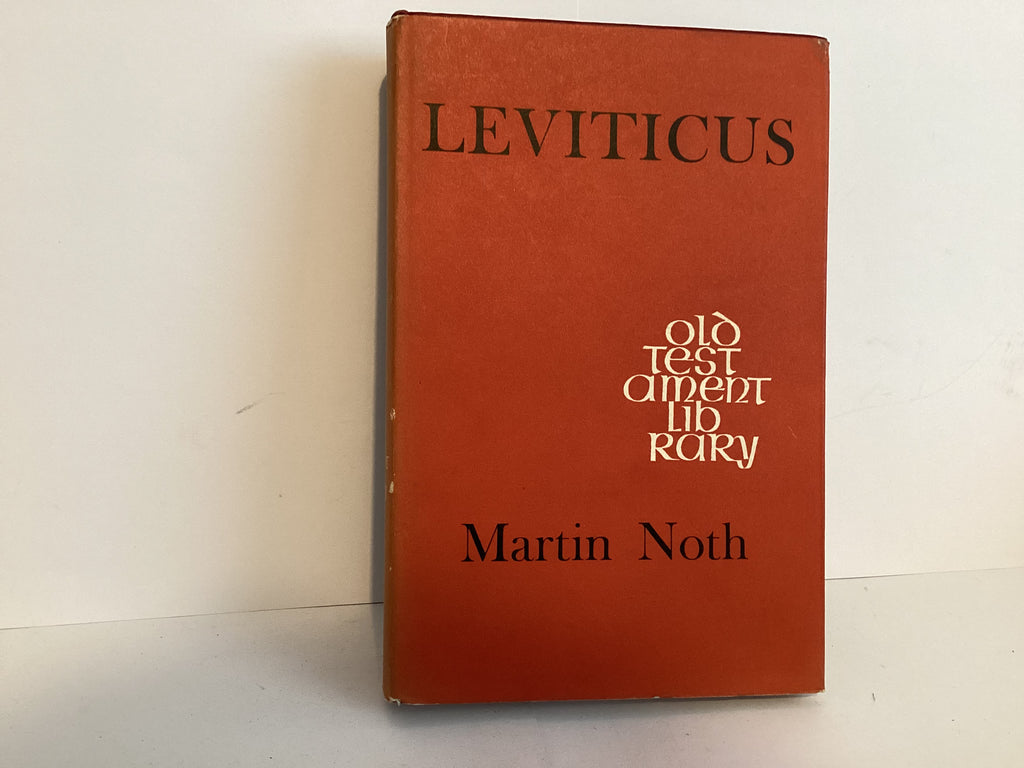 LEVITICUS
old
test
ament
lib
rary
Martin Noth